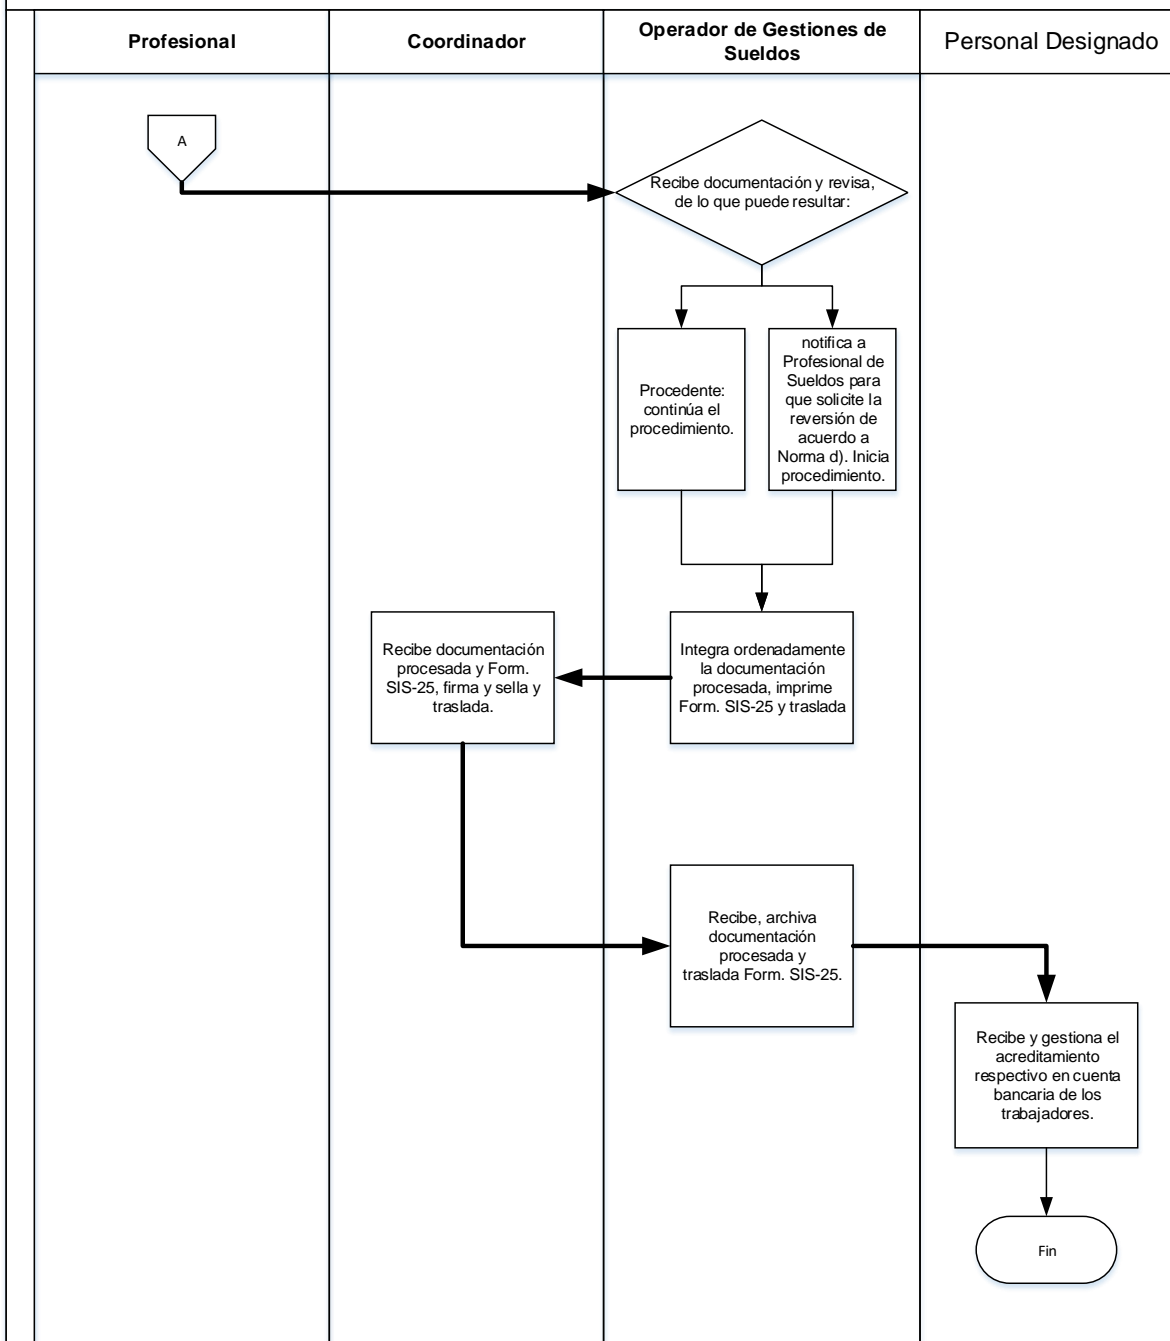 Profesional
Coordinador
Operador de Gestiones de
Sueldos
Personal Designado
A
Recibe documentación y revisa,
de lo que puede resultar:
Procedente:
continúa el
procedimiento.
notifica a
Profesional de
Sueldos para
que solicite la
reversión de
acuerdo a
Norma d). Inicia
procedimiento.
Recibe documentación
procesada y Form.
SIS-25, firma y sella y
traslada.
Integra ordenadamente
la documentación
procesada, imprime
Form. SIS-25 y traslada
Recibe, archiva
documentación
procesada y
traslada Form. SIS-25.
Recibe y gestiona el
acreditamiento
respectivo en cuenta
bancaria de los
trabajadores.
Fin